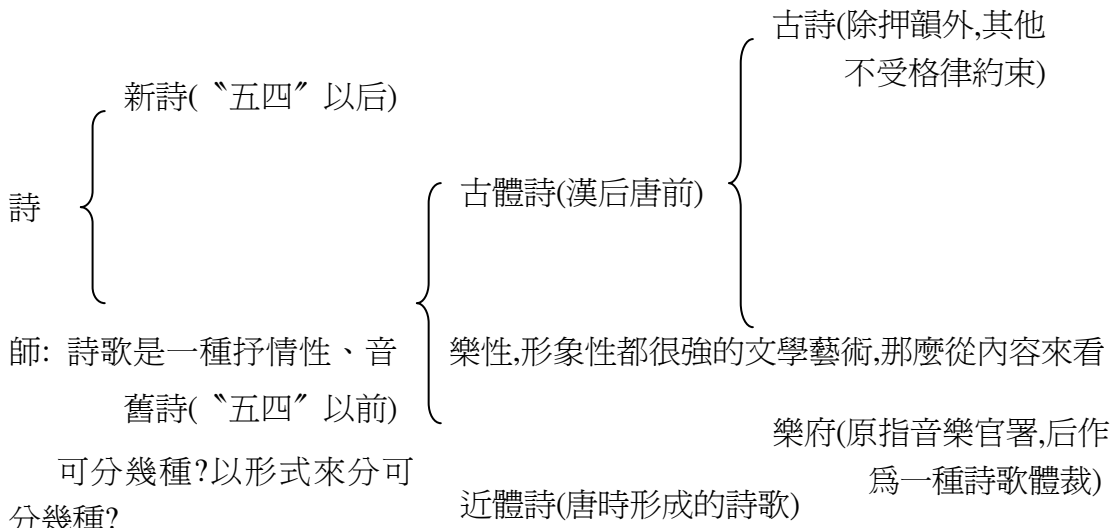 古詩(除押韻外,其他
不受格律約束)
新詩(〝五四〞以后)
古體詩(漢后唐前)
詩
師: 詩歌是一種抒情性、音樂性,形象性都很強的文學藝術,那麼從內容來看
舊詩(〝五四〞以前)
樂府(原指音樂官署,后作
爲一種詩歌體裁)
可分幾種?以形式來分可
近體詩(唐時形成的詩歌)
分幾種?